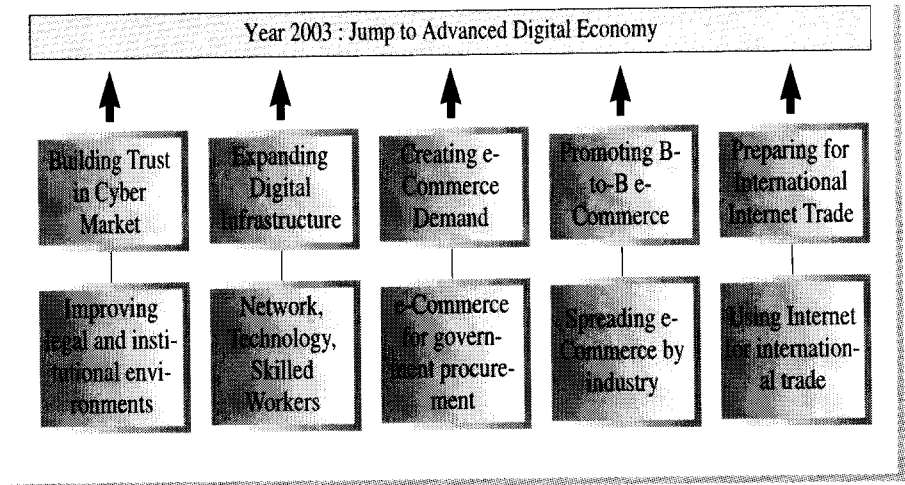 Year 2003 : Jump to Advanced Digital Economy
Building Trust
in Cyber
Market
Expanding
Digital
Infrastructure
Creating e-
Commerce
Demand
Promoting B-
to-B e-
Commerce
Preparing for
International
Internet Trade
Improving
legal and insti-
tutional envi-
ronments
Network,
Technology,
Skilled
Workers
e-Commerce
for govern-
ment procure-
ment
Spreading e-
Commerce by
industry
Using Internet
for internation-
al trade